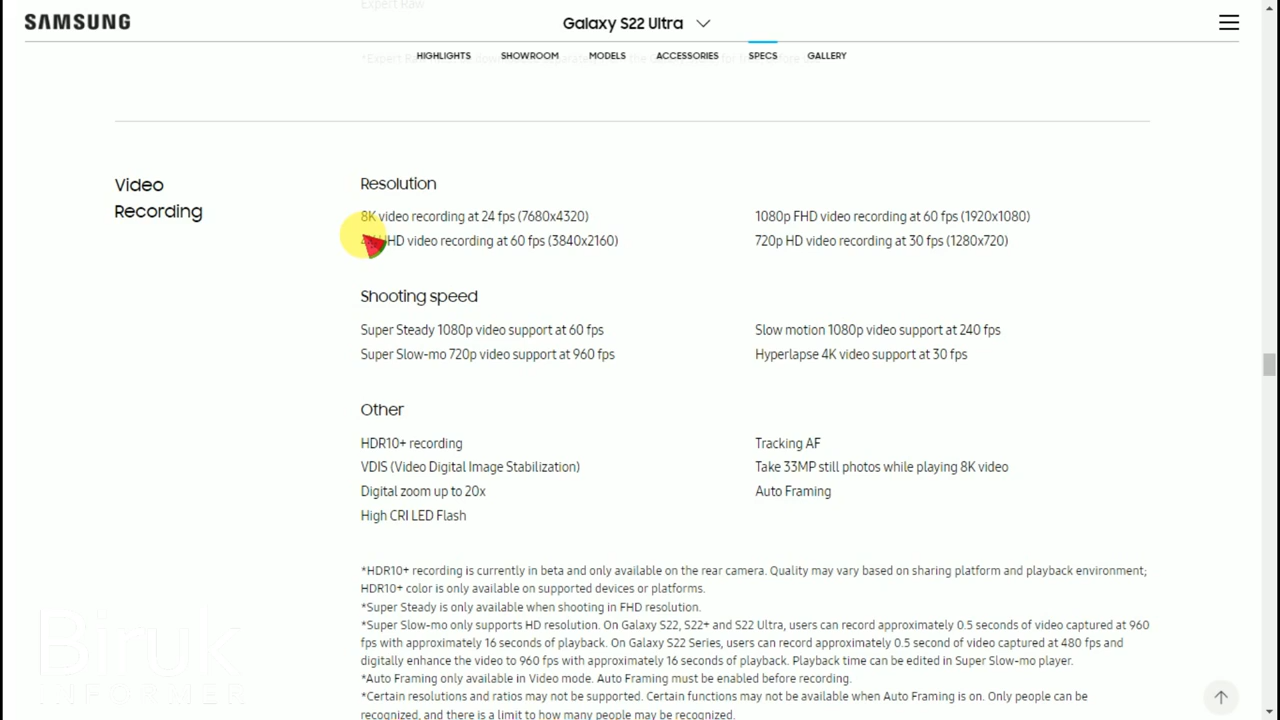 Expert Raw
SAMSUNG
Galaxy S22 Ultra
HIGHLIGHTS SHOWROOM MODELS ACCESSORIES SPECS GALLERY
Video
Recording
Resolution
8K video recording at 24 fps (7680x4320)
1080p FHD video recording at 60 fps (1920x1080)
UHD video recording at 60 fps (3840x2160)
720p HD video recording at 30 fps (1280x720)
Shooting speed
Super Steady 1080p video support at 60 fps
Slow motion 1080p video support at 240 fps
Super Slow-mo 720p video support at 960 fps
Hyperlapse 4K video support at 30 fps
Other
HDR10+ recording
Tracking AF
VDIS (Video Digital Image Stabilization)
Take 33MP still photos while playing 8K video
Digital zoom up to 20x
Auto Framing
High CRI LED Flash
*HDR10+ recording is currently in beta and only available on the rear camera. Quality may vary based on sharing platform and playback environment;
HDR10+ color is only available on supported devices or platforms.
*Super Steady is only available when shooting in FHD resolution.
*Super Slow-mo only supports HD resolution. On Galaxy S22, S22+ and S22 Ultra, users can record approximately 0.5 seconds of video captured at 960
fps with approximately 16 seconds of playback. On Galaxy S22 Series, users can record approximately 0.5 second of video captured at 480 fps and
digitally enhance the video to 960 fps with approximately 16 seconds of playback. Playback time can be edited in Super Slow-mo player.
*Auto Framing only available in Video mode. Auto Framing must be enabled before recording.
*Certain resolutions and ratios may not be supported. Certain functions may not be available when Auto Framing is on. Only people can be
recognized, and there is a limit to how many people may be recognized.
Biruk
INFORMER